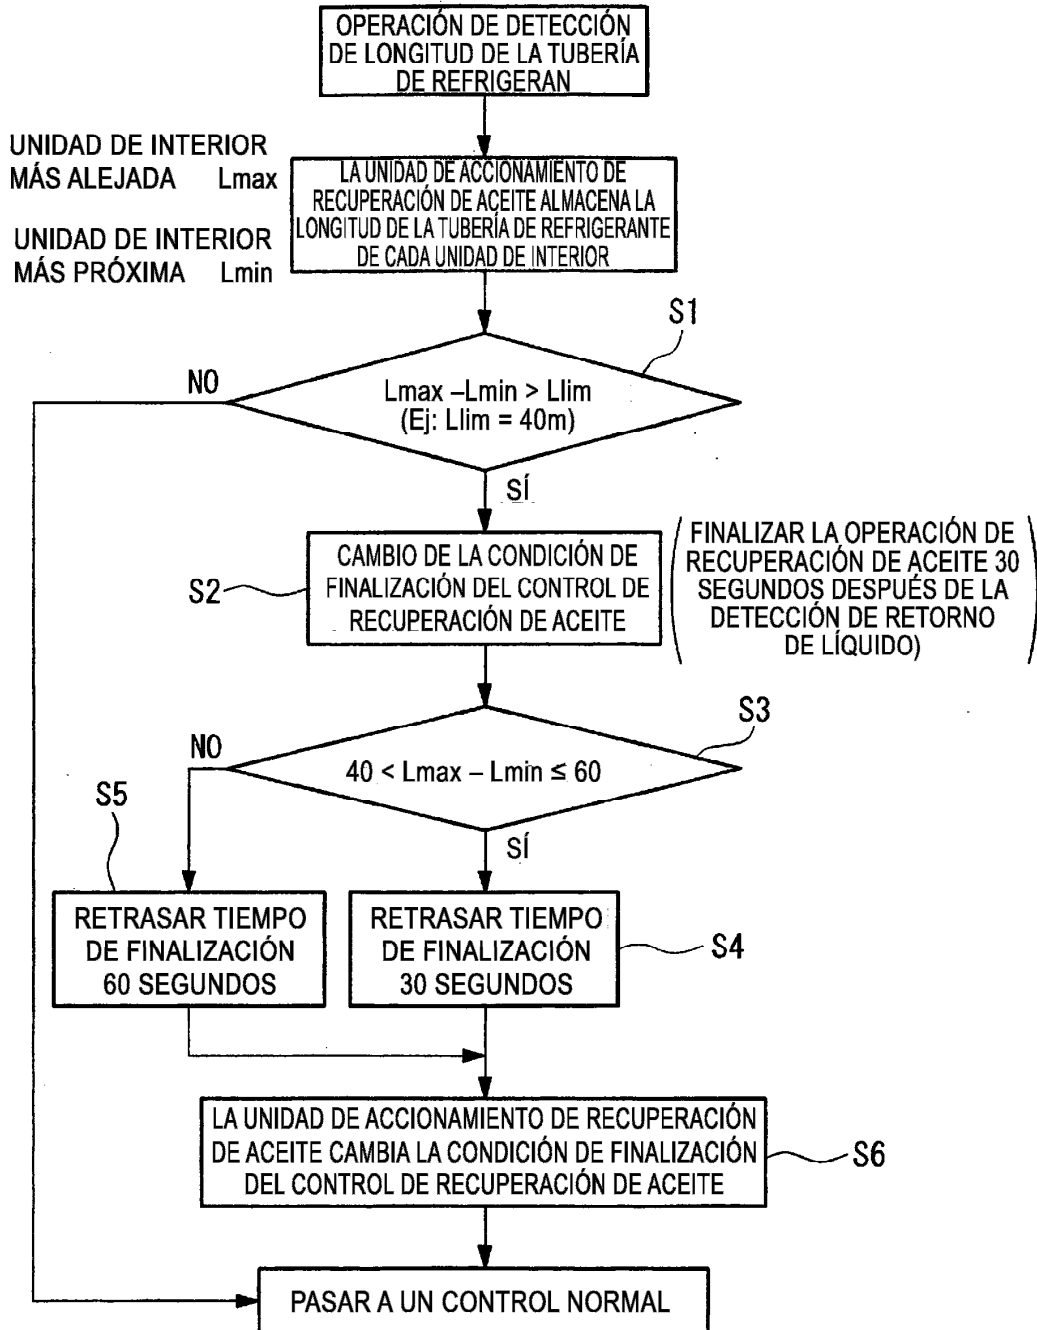 OPERACIÓN DE DETECCIÓN
DE LONGITUD DE LA TUBERÍA
DE REFRIGERAN
UNIDAD DE INTERIOR
MÁS ALEJADA Lmax
UNIDAD DE INTERIOR
MÁS PRÓXIMA Lmin
LA UNIDAD DE ACCIONAMIENTO DE
RECUPERACIÓN DE ACEITE ALMACENA LA
LONGITUD DE LA TUBERÍA DE REFRIGERANTE
DE CADA UNIDAD DE INTERIOR
S1
NO
Lmax –Lmin > Llim
(Ej: Llim = 40m)
SÍ
S2
CAMBIO DE LA CONDICIÓN DE
FINALIZACIÓN DEL CONTROL DE
RECUPERACIÓN DE ACEITE
(FINALIZAR LA OPERACIÓN DE
RECUPERACIÓN DE ACEITE 30
SEGUNDOS DESPUÉS DE LA
DETECCIÓN DE RETORNO
DE LÍQUIDO)
S3
NO
40 < Lmax – Lmin ≤ 60
SÍ
S5
RETRASAR TIEMPO
DE FINALIZACIÓN
60 SEGUNDOS
RETRASAR TIEMPO
DE FINALIZACIÓN
30 SEGUNDOS
S4
LA UNIDAD DE ACCIONAMIENTO DE RECUPERACIÓN
DE ACEITE CAMBIA LA CONDICIÓN DE FINALIZACIÓN
DEL CONTROL DE RECUPERACIÓN DE ACEITE
S6
PASAR A UN CONTROL NORMAL